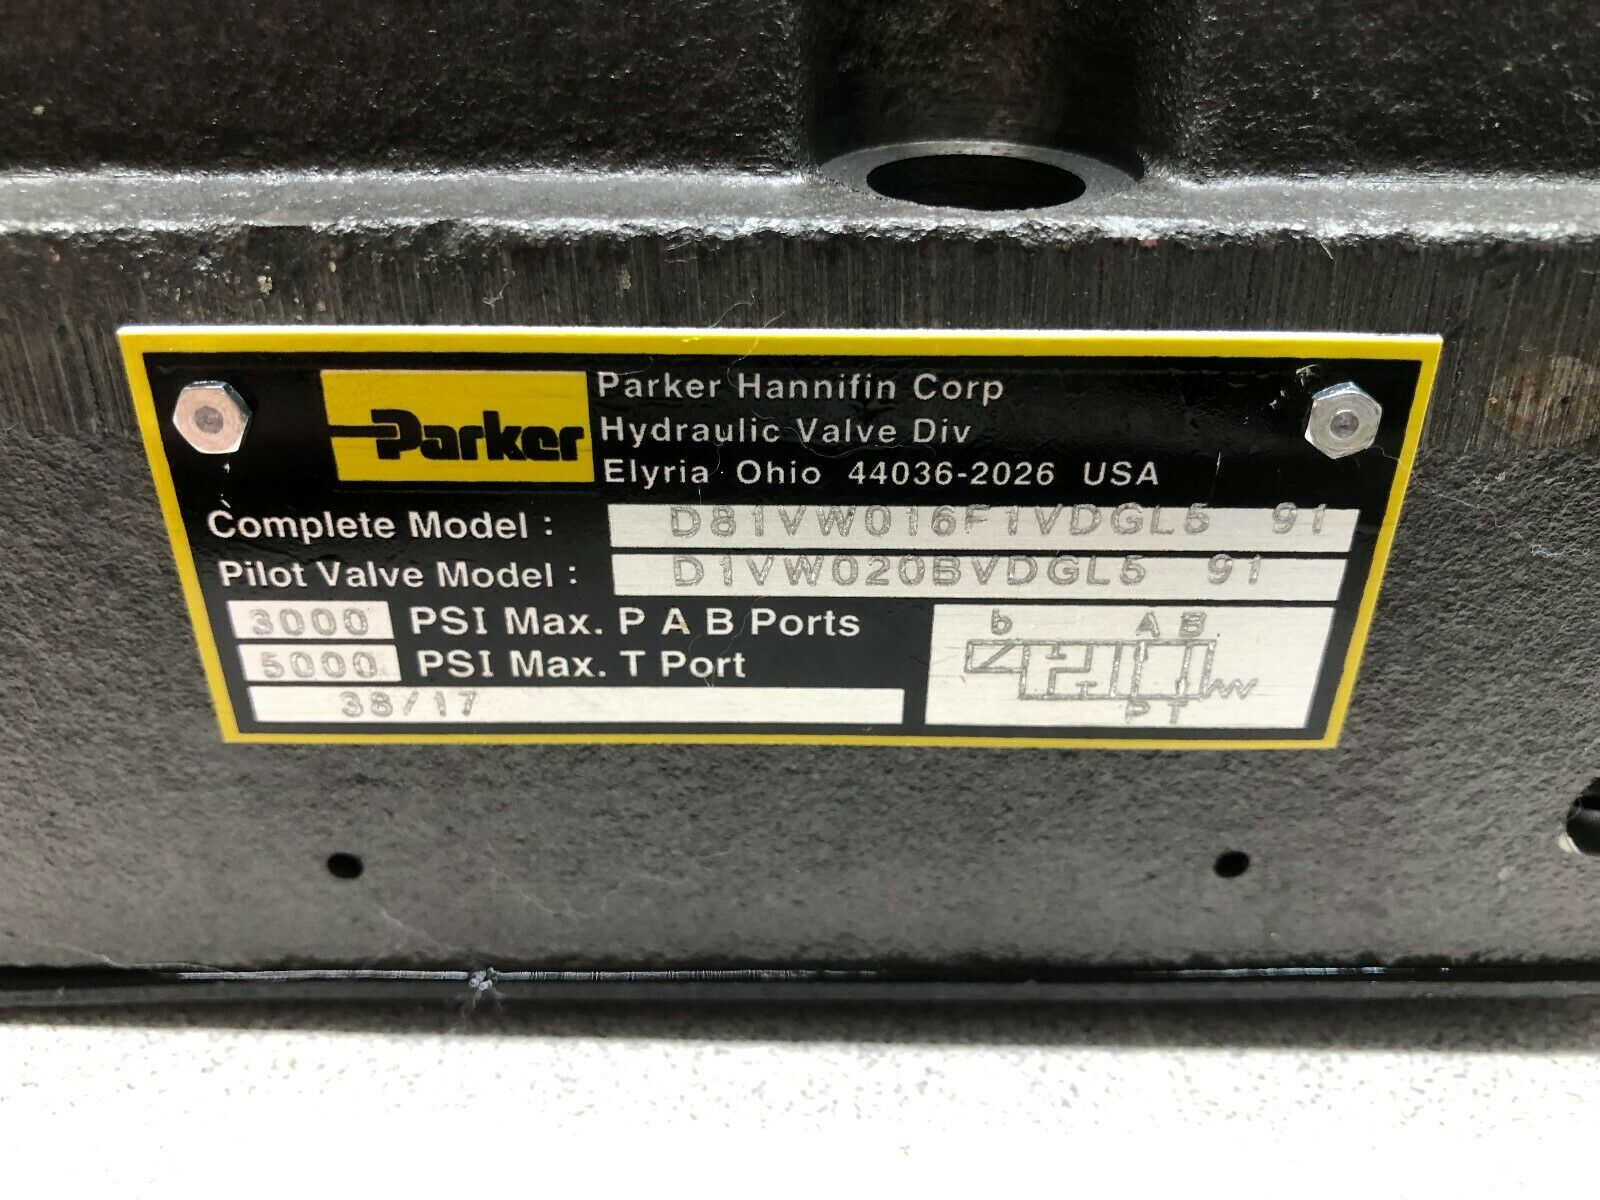 Parker
Parker Hannifin Corp
Hydraulic Valve Div
Elyria Ohio 44036-2026 USA
Complete Model : D81VW016F1VDGL5 91
Pilot Valve Model : D1VW020BVDGL5 91
3000 PSI Max. P A B Ports
5000 PSI Max. T Port
38/17
b A B
P T